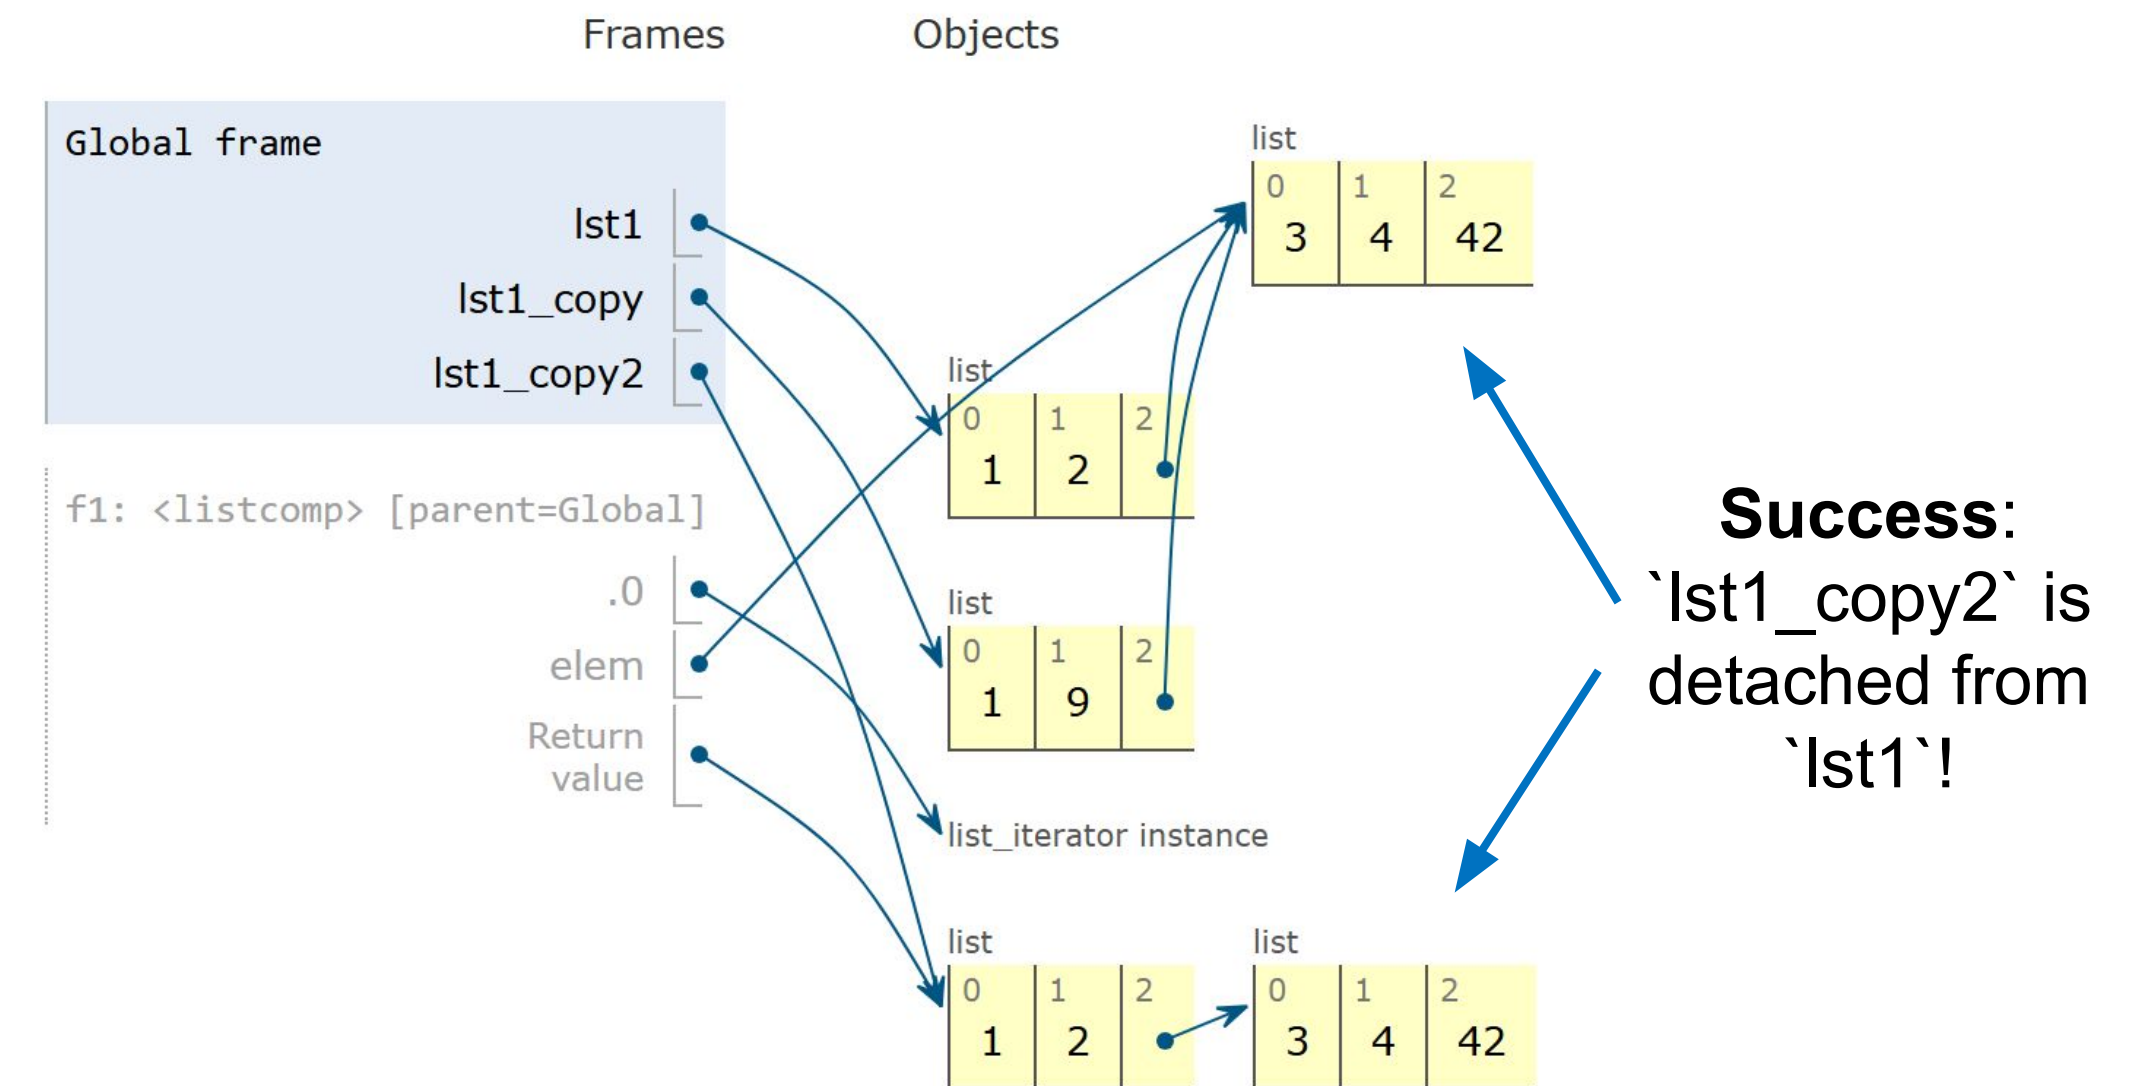 Frames Objects
Global frame
lst1
lst1_copy
lst1_copy2
f1: <listcomp> [parent=Global]
.0
elem
Return
value
list
0 1 2
3 4 42
list
0 1 2
1 2
list
0 1 2
1 9
list_iterator instance
list list
0 1 2 0 1 2
1 2 3 4 42
Success:
`lst1_copy2` is
detached from
`lst1`!